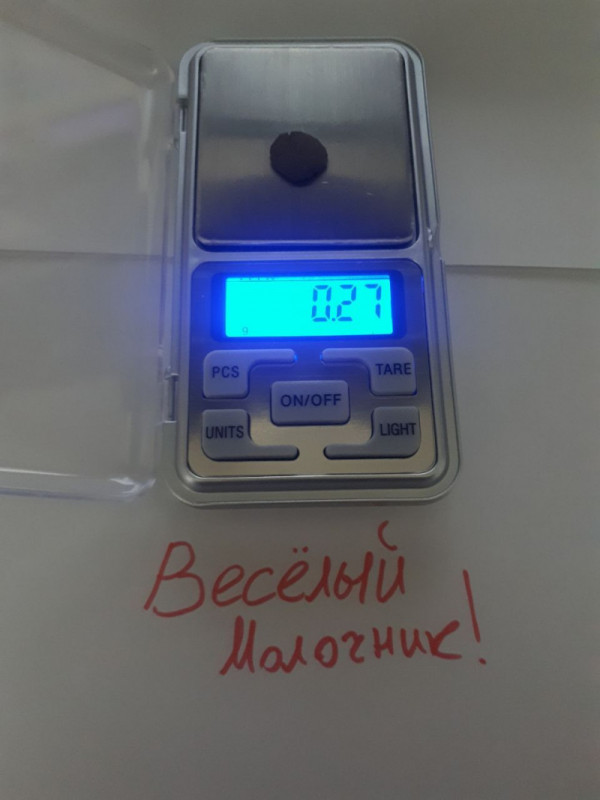 0.27
g
PCS
TARE
ON/OFF
UNITS
LIGHT
Весёлый
Молочник!